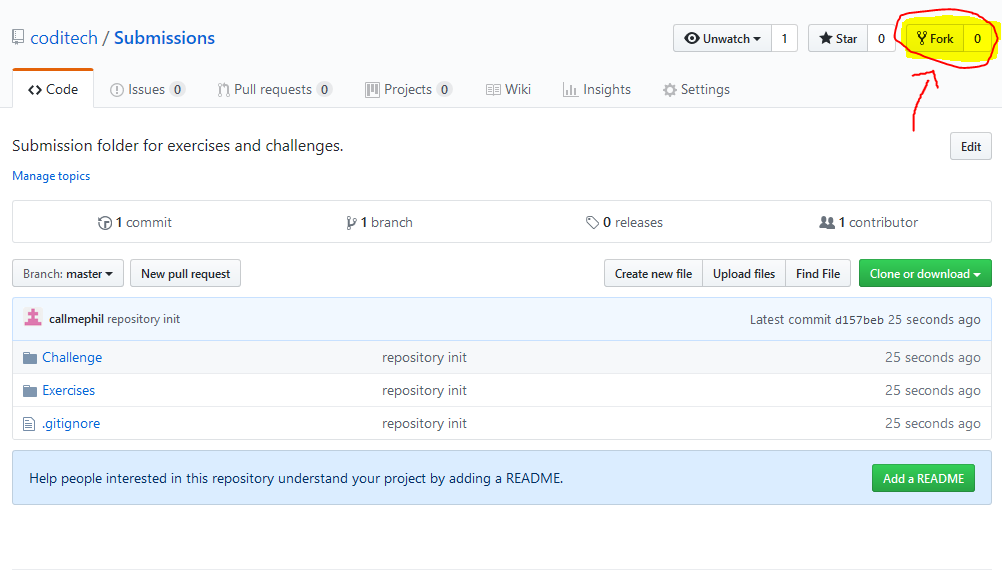 coditech / Submissions Unwatch 1 Star 0 Fork 0
Code Issues 0 Pull requests 0 Projects 0 Wiki Insights Settings
Submission folder for exercises and challenges. Edit
Manage topics
1 commit 1 branch 0 releases 1 contributor
Branch: master New pull request Create new file Upload files Find File Clone or download
callmephil repository init Latest commit d157beb 25 seconds ago
Challenge repository init 25 seconds ago
Exercises repository init 25 seconds ago
.gitignore repository init 25 seconds ago
Help people interested in this repository understand your project by adding a README. Add a README